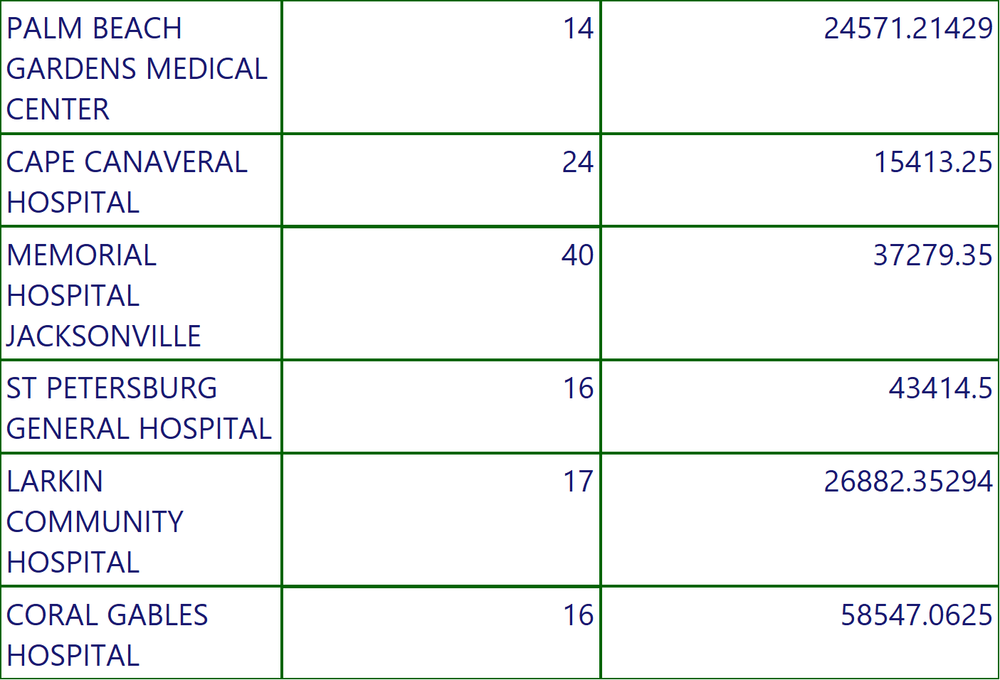 PALM BEACH 14 24571.21429
GARDENS MEDICAL
CENTER
CAPE CANAVERAL 24 15413.25
HOSPITAL
MEMORIAL 40 37279.35
HOSPITAL
JACKSONVILLE
ST PETERSBURG 16 43414.5
GENERAL HOSPITAL
LARKIN 17 26882.35294
COMMUNITY
HOSPITAL
CORAL GABLES 16 58547.0625
HOSPITAL